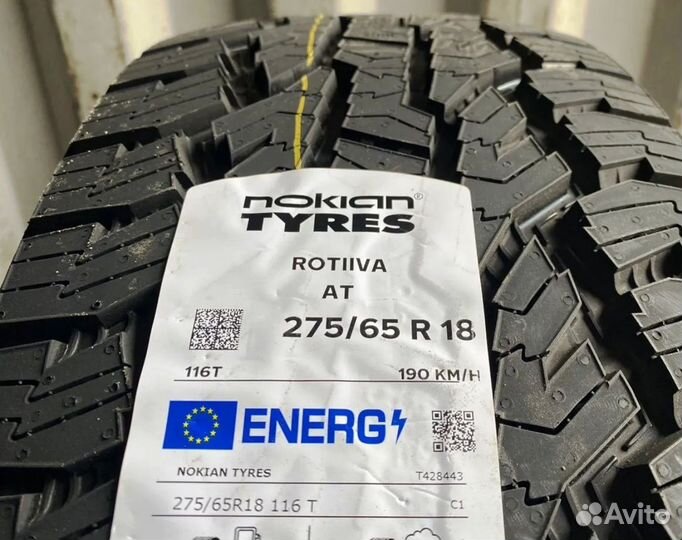 nokian®
TYRES
ROTIIVA
AT
275/65 R 18
116T 190 KM/H
ENERG
NOKIAN TYRES T428443
275/65R18 116 T C1
Avito